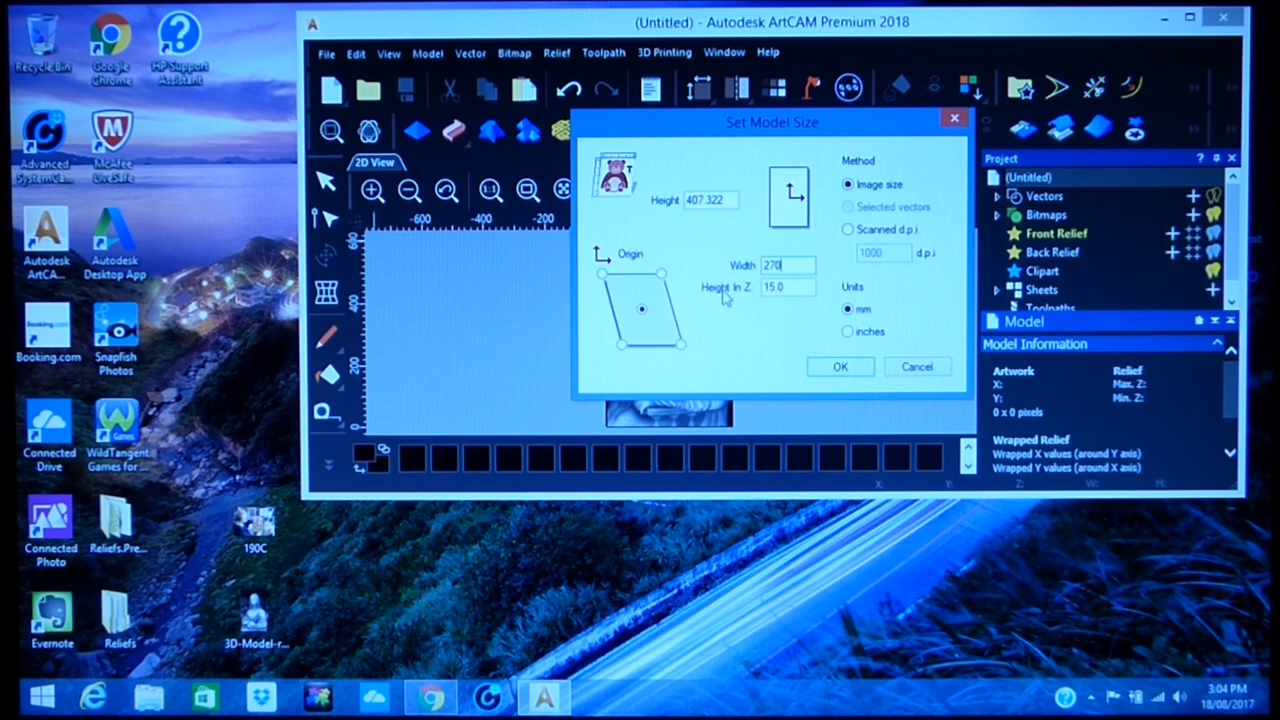 (Untitled) - Autodesk ArtCAM Premium 2018
File Edit View Model Vector Bitmap Relief Toolpath 3D Printing Window Help
Recycle Bin
Google Chrome
HP Support Assistant
Advanced SystemCa...
McAfee LiveSafe
Autodesk ArtCA...
Autodesk Desktop App
Booking.com
Snapfish Photos
Connected Drive
WildTangent Games for ...
Connected Photo
Reliefs.Pre...
190C
Evernote
Reliefs
3D-Model-r...
2D View
1:1
-600 -400 -200
600
400
200
0
Set Model Size
Height 407.322
Origin
Width 270
Height In Z: 15.0
Method
Image size
Selected vectors
Scanned d.p.i.
1000 d.p.i.
Units
mm
inches
OK Cancel
Project
(Untitled)
Vectors
Bitmaps
Front Relief
Back Relief
Clipart
Sheets
Toolpaths
Model
Model Information
Artwork Relief
X: Max. Z:
Y: Min. Z:
0 x 0 pixels
Wrapped Relief
Wrapped X values (around Y axis)
Wrapped Y values (around X axis)
X: Y: Z: W: H:
3:04 PM
18/08/2017